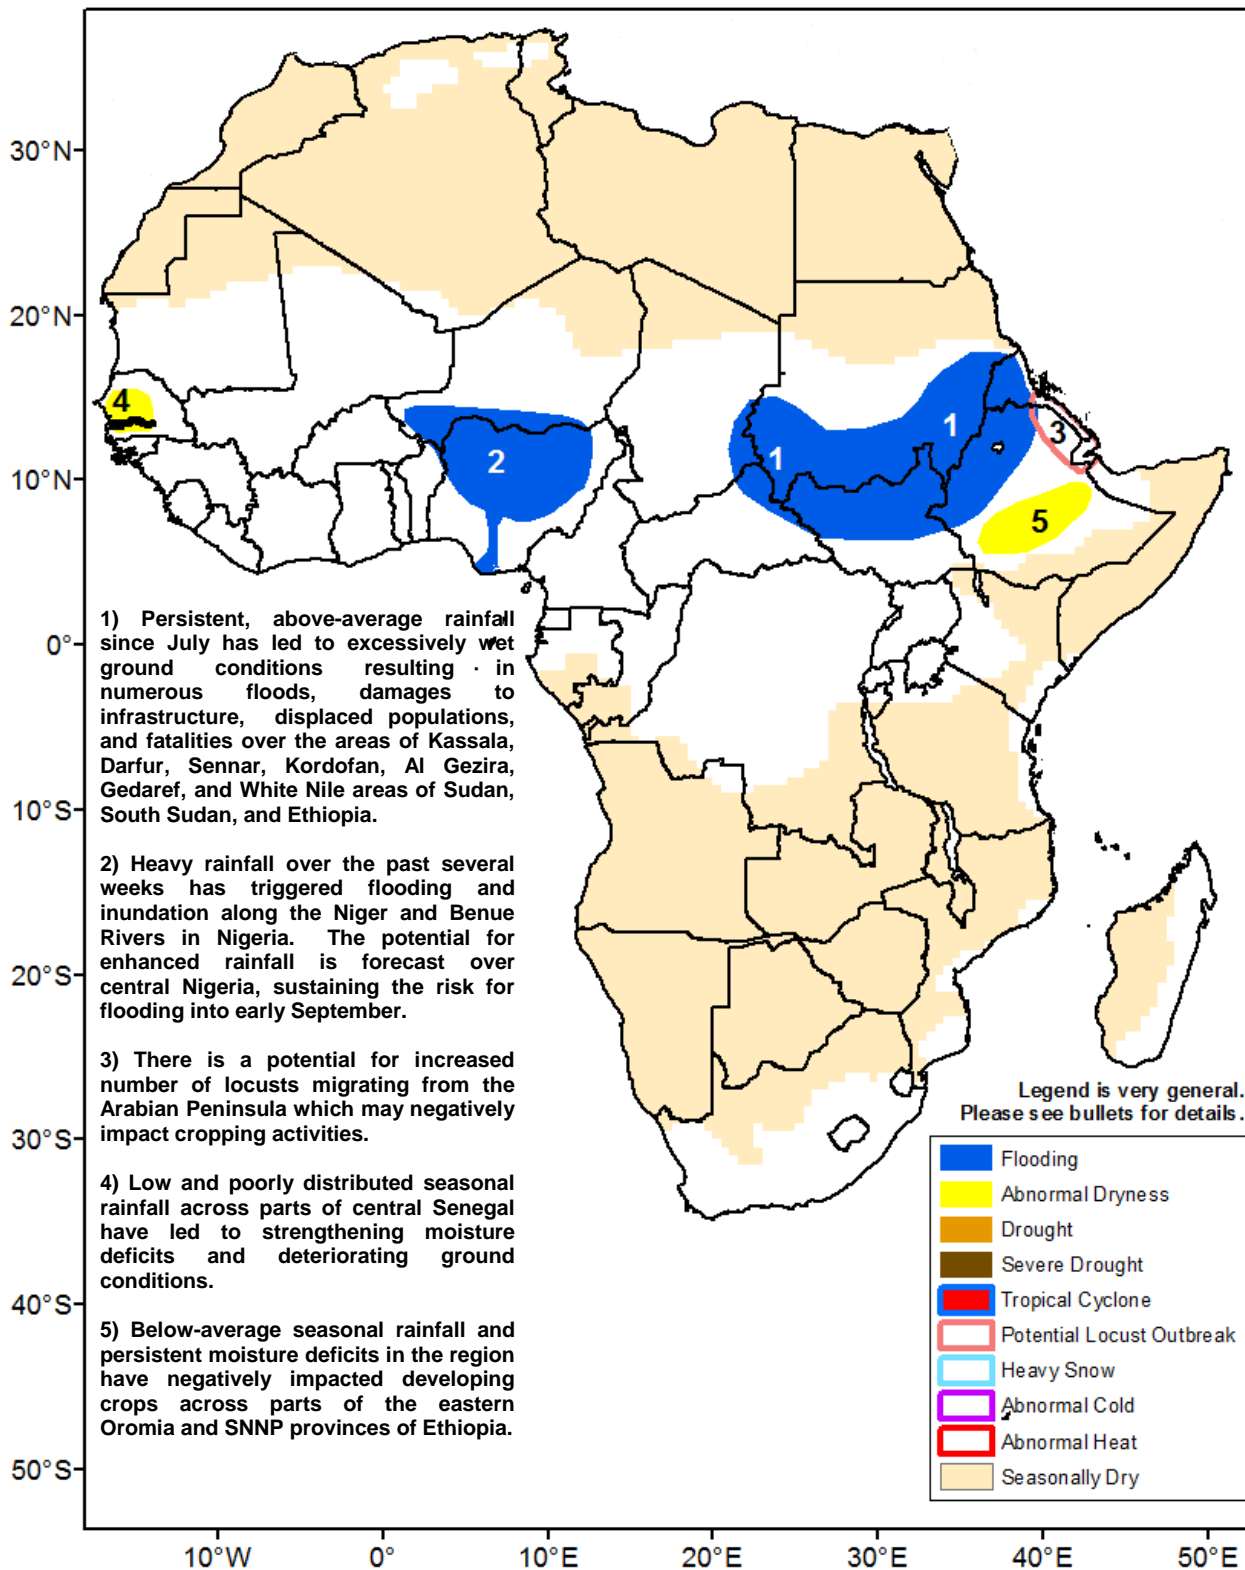 30°N
20°N
10°N
0°
10°S
20°S
30°S
40°S
50°S
4
2
1
1
3
5
1) Persistent, above-average rainfall
since July has led to excessively wet
ground conditions resulting in
numerous floods, damages to
infrastructure, displaced populations,
and fatalities over the areas of Kassala,
Darfur, Sennar, Kordofan, Al Gezira,
Gedaref, and White Nile areas of Sudan,
South Sudan, and Ethiopia.
2) Heavy rainfall over the past several
weeks has triggered flooding and
inundation along the Niger and Benue
Rivers in Nigeria. The potential for
enhanced rainfall is forecast over
central Nigeria, sustaining the risk for
flooding into early September.
3) There is a potential for increased
number of locusts migrating from the
Arabian Peninsula which may negatively
impact cropping activities.
4) Low and poorly distributed seasonal
rainfall across parts of central Senegal
have led to strengthening moisture
deficits and deteriorating ground
conditions.
5) Below-average seasonal rainfall and
persistent moisture deficits in the region
have negatively impacted developing
crops across parts of the eastern
Oromia and SNNP provinces of Ethiopia.
Legend is very general.
Please see bullets for details.
Flooding
Abnormal Dryness
Drought
Severe Drought
Tropical Cyclone
Potential Locust Outbreak
Heavy Snow
Abnormal Cold
Abnormal Heat
Seasonally Dry
10°W
0°
10°E
20°E
30°E
40°E
50°E